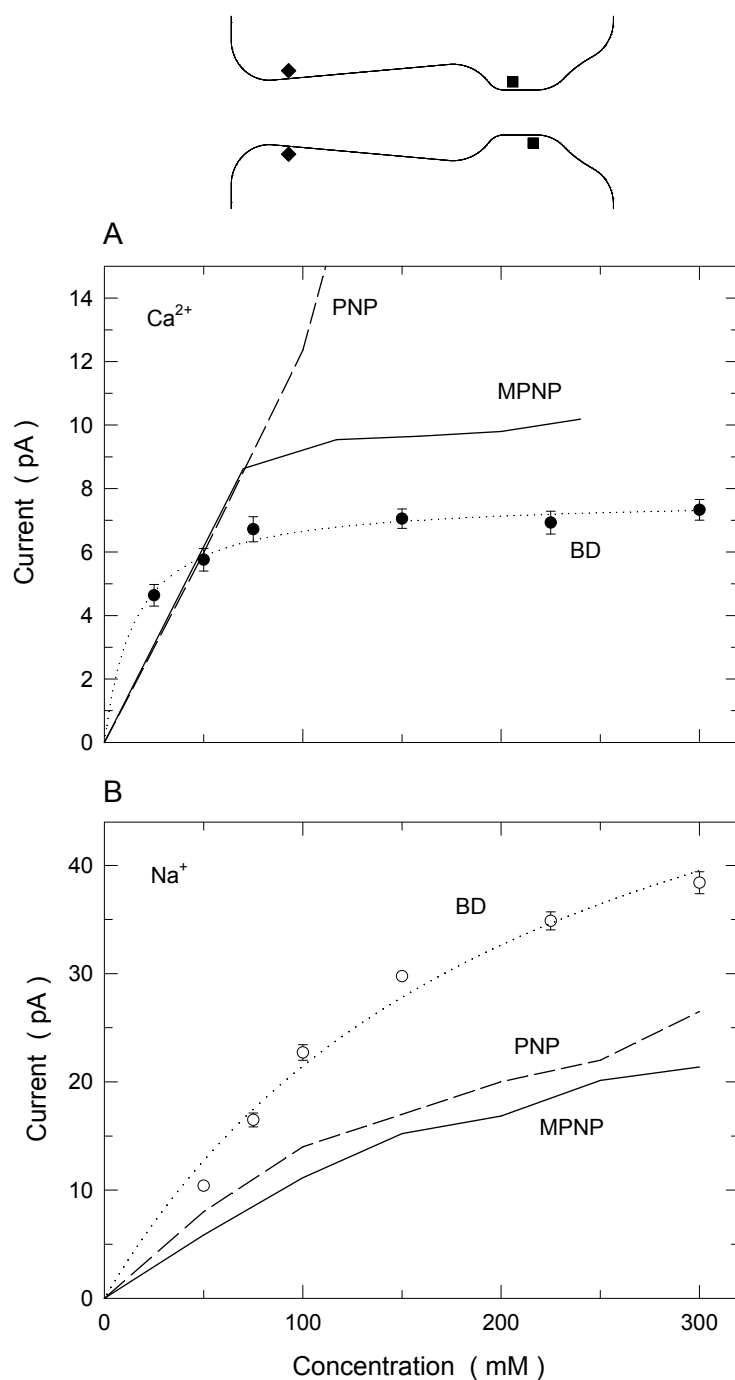 A
14
12
10
8
6
4
2
0
Current ( pA )
Ca2+
PNP
MPNP
BD
B
40
30
20
10
0
Current ( pA )
Na+
BD
PNP
MPNP
0 100 200 300
Concentration ( mM )